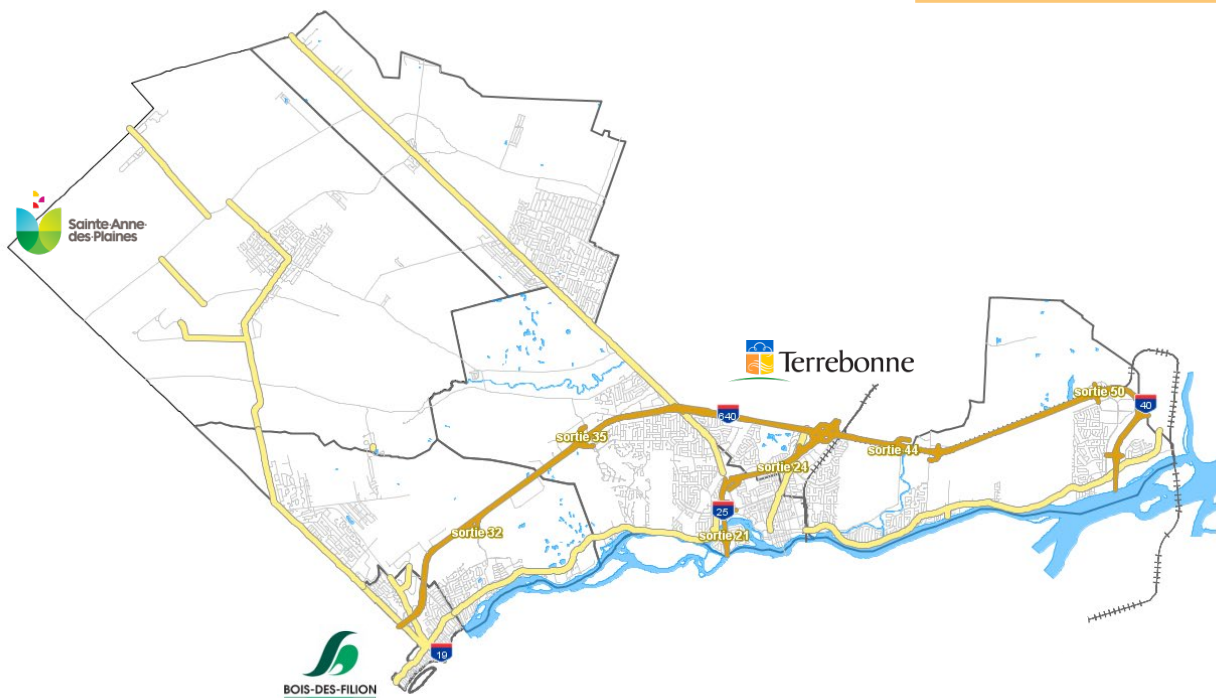 Sainte-Anne-
des-Plaines
Terrebonne
sortie 50
40
640
sortie 35
sortie 44
sortie 24
25
sortie 32
sortie 21
19
BOIS-DES-FILION